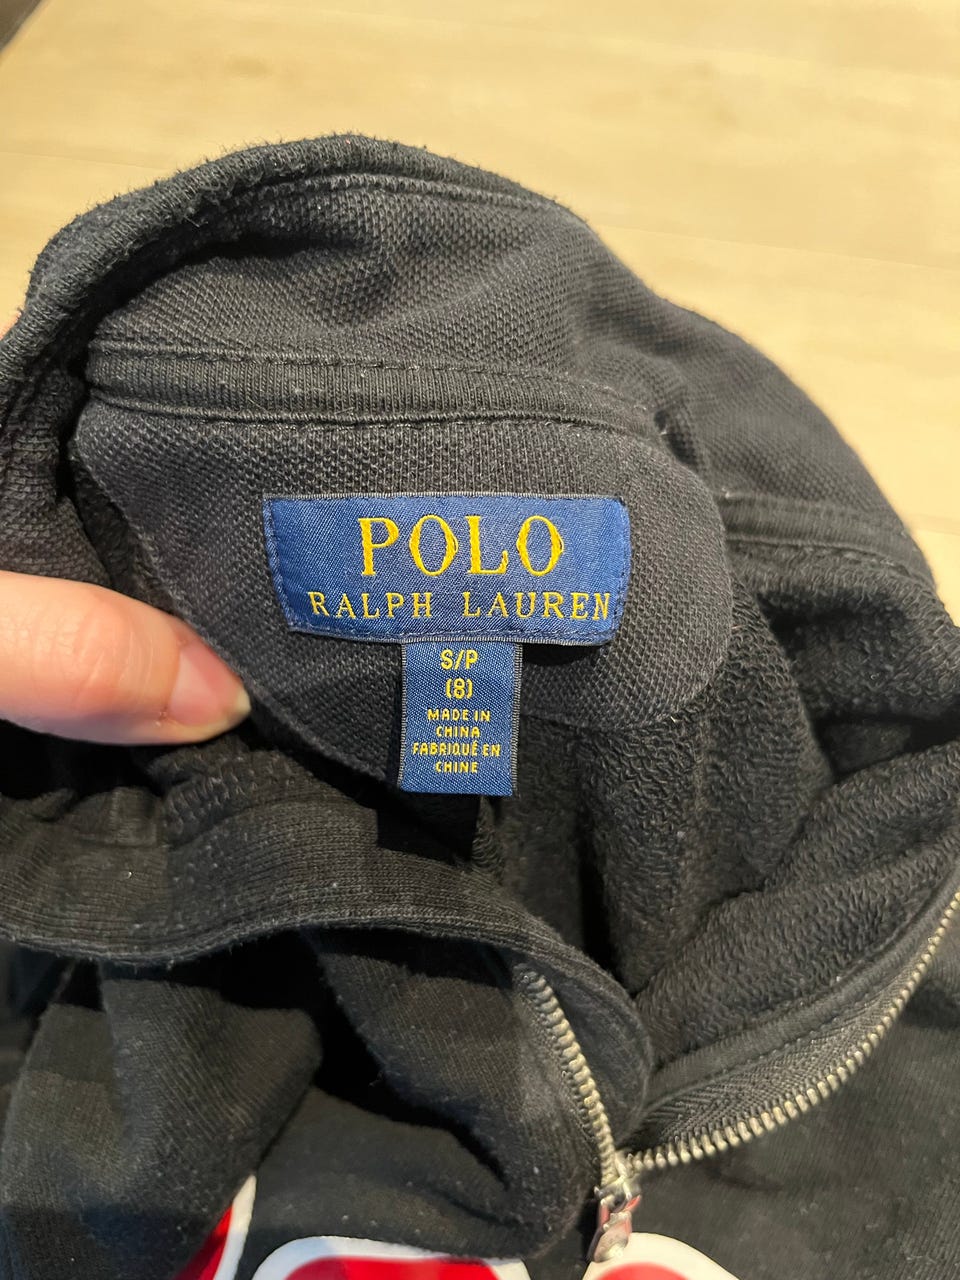 POLO
RALPH LAUREN
S/P
(8)
MADE IN
CHINA
FABRIQUÉ EN
CHINE